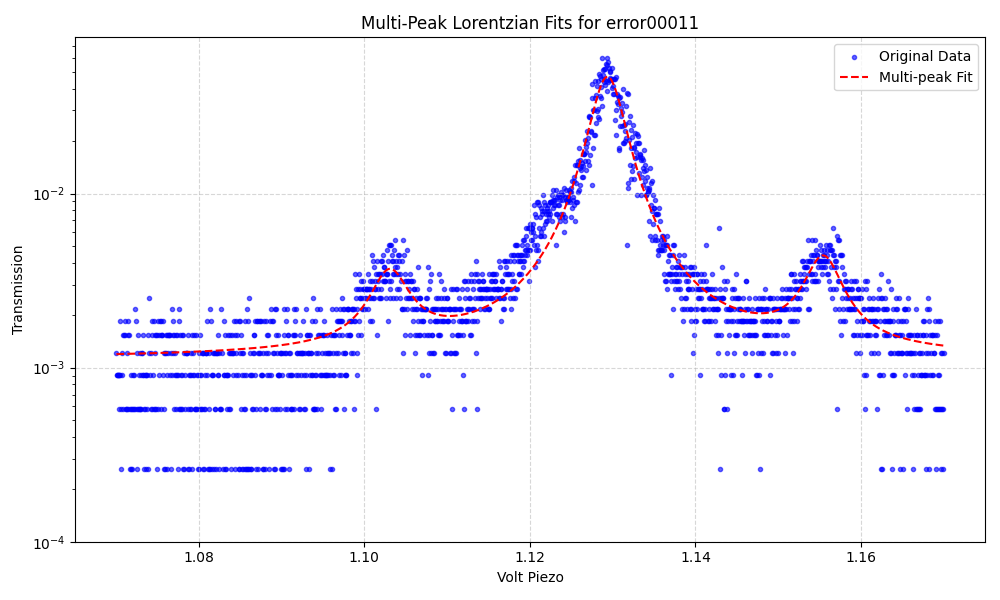 Multi-Peak Lorentzian Fits for error00011
Original Data
Multi-peak Fit
Transmission
10⁻²
10⁻³
10⁻⁴
1.08 1.10 1.12 1.14 1.16
Volt Piezo